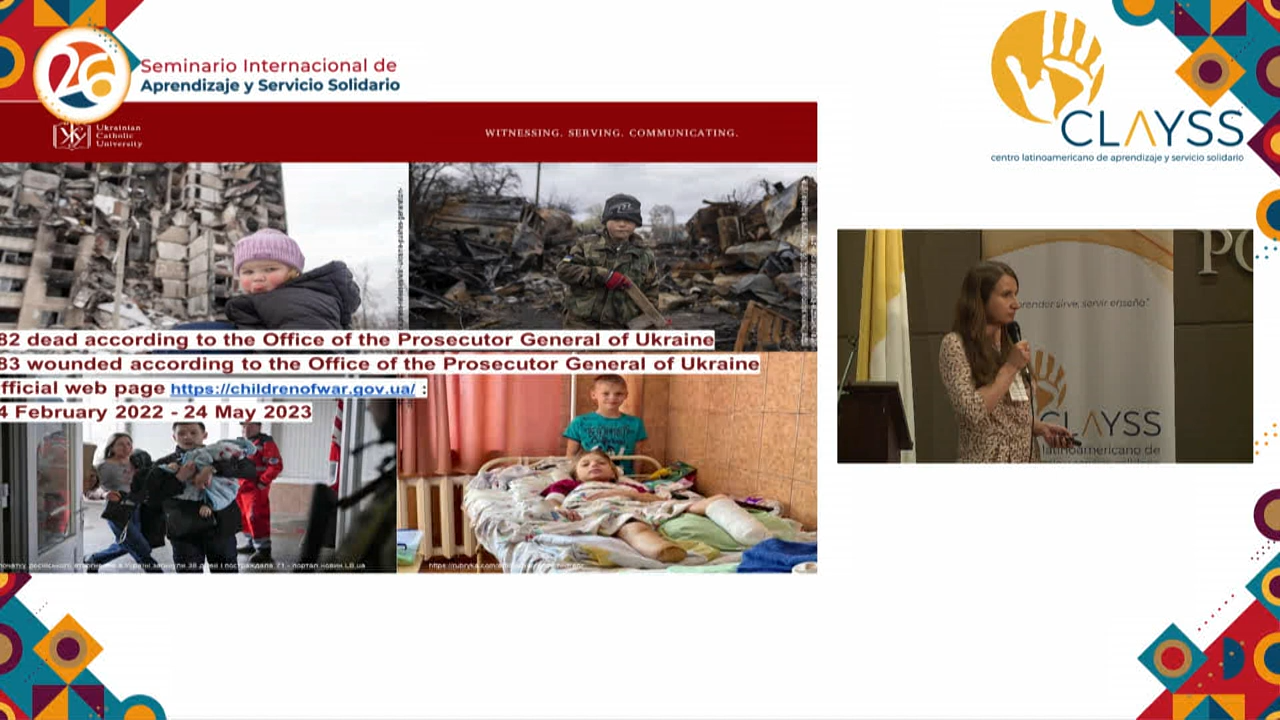 26
Seminario Internacional de
Aprendizaje y Servicio Solidario
CLAYSS
centro latinoamericano de aprendizaje y servicio solidario
Ukrainian
Catholic
University
WITNESSING. SERVING. COMMUNICATING.
82 dead according to the Office of the Prosecutor General of Ukraine
83 wounded according to the Office of the Prosecutor General of Ukraine
fficial web page https://childrenofwar.gov.ua/ :
4 February 2022 - 24 May 2023
render sirve, servir enseña"
CLAYSS
latinoamericano de